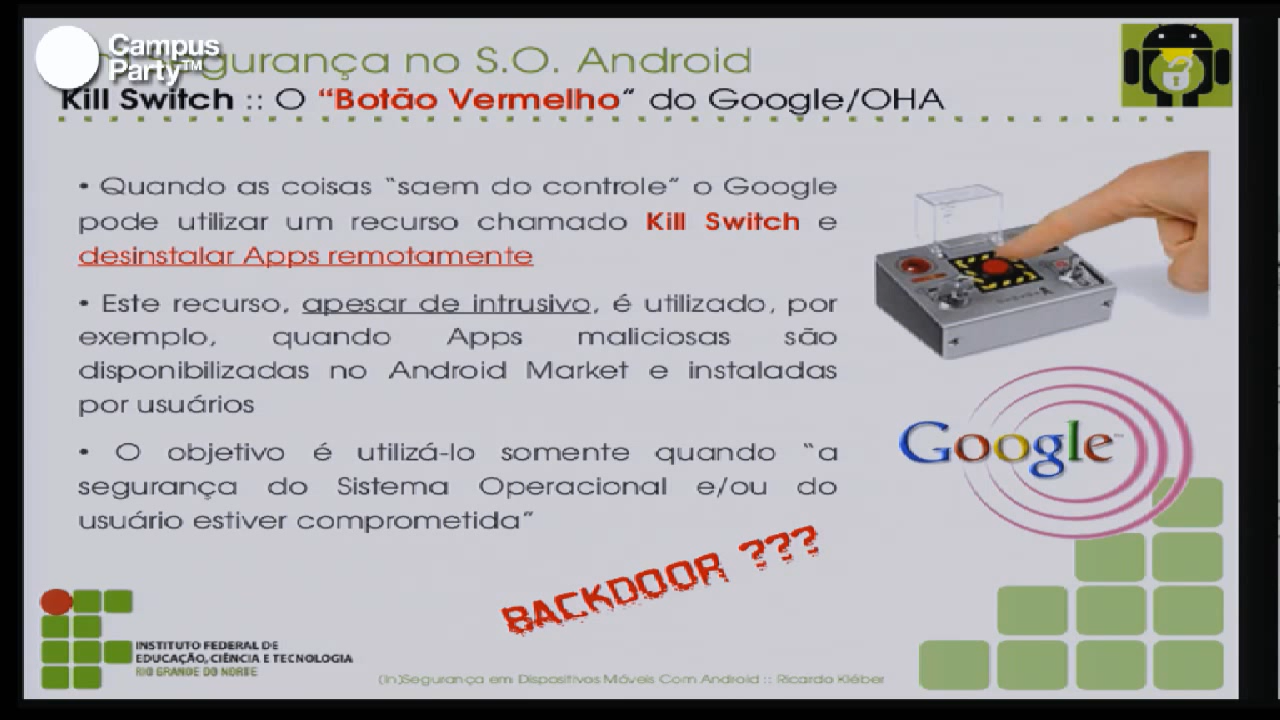 Campus
Party™
gurança no S.O. Android
Kill Switch :: O “Botão Vermelho” do Google/OHA
• Quando as coisas “saem do controle” o Google
pode utilizar um recurso chamado Kill Switch e
desinstalar Apps remotamente
• Este recurso, apesar de intrusivo, é utilizado, por
exemplo, quando Apps maliciosas são
disponibilizadas no Android Market e instaladas
por usuários
• O objetivo é utilizá-lo somente quando “a
segurança do Sistema Operacional e/ou do
usuário estiver comprometida”
Google™
BACKDOOR ???
INSTITUTO FEDERAL DE
EDUCAÇÃO, CIÊNCIA E TECNOLOGIA
RIO GRANDE DO NORTE
(In)Segurança em Dispositivos Móveis Com Android :: Ricardo Kléber